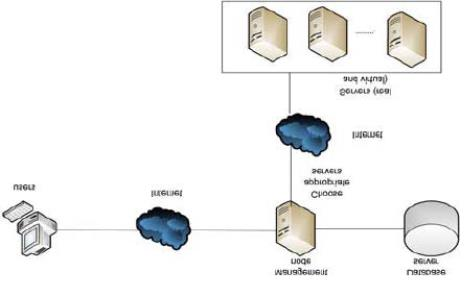 ........
Servers (real
and virtual)
Internet
Choose
appropriate
servers
users
Internet
Management
node
Database
server